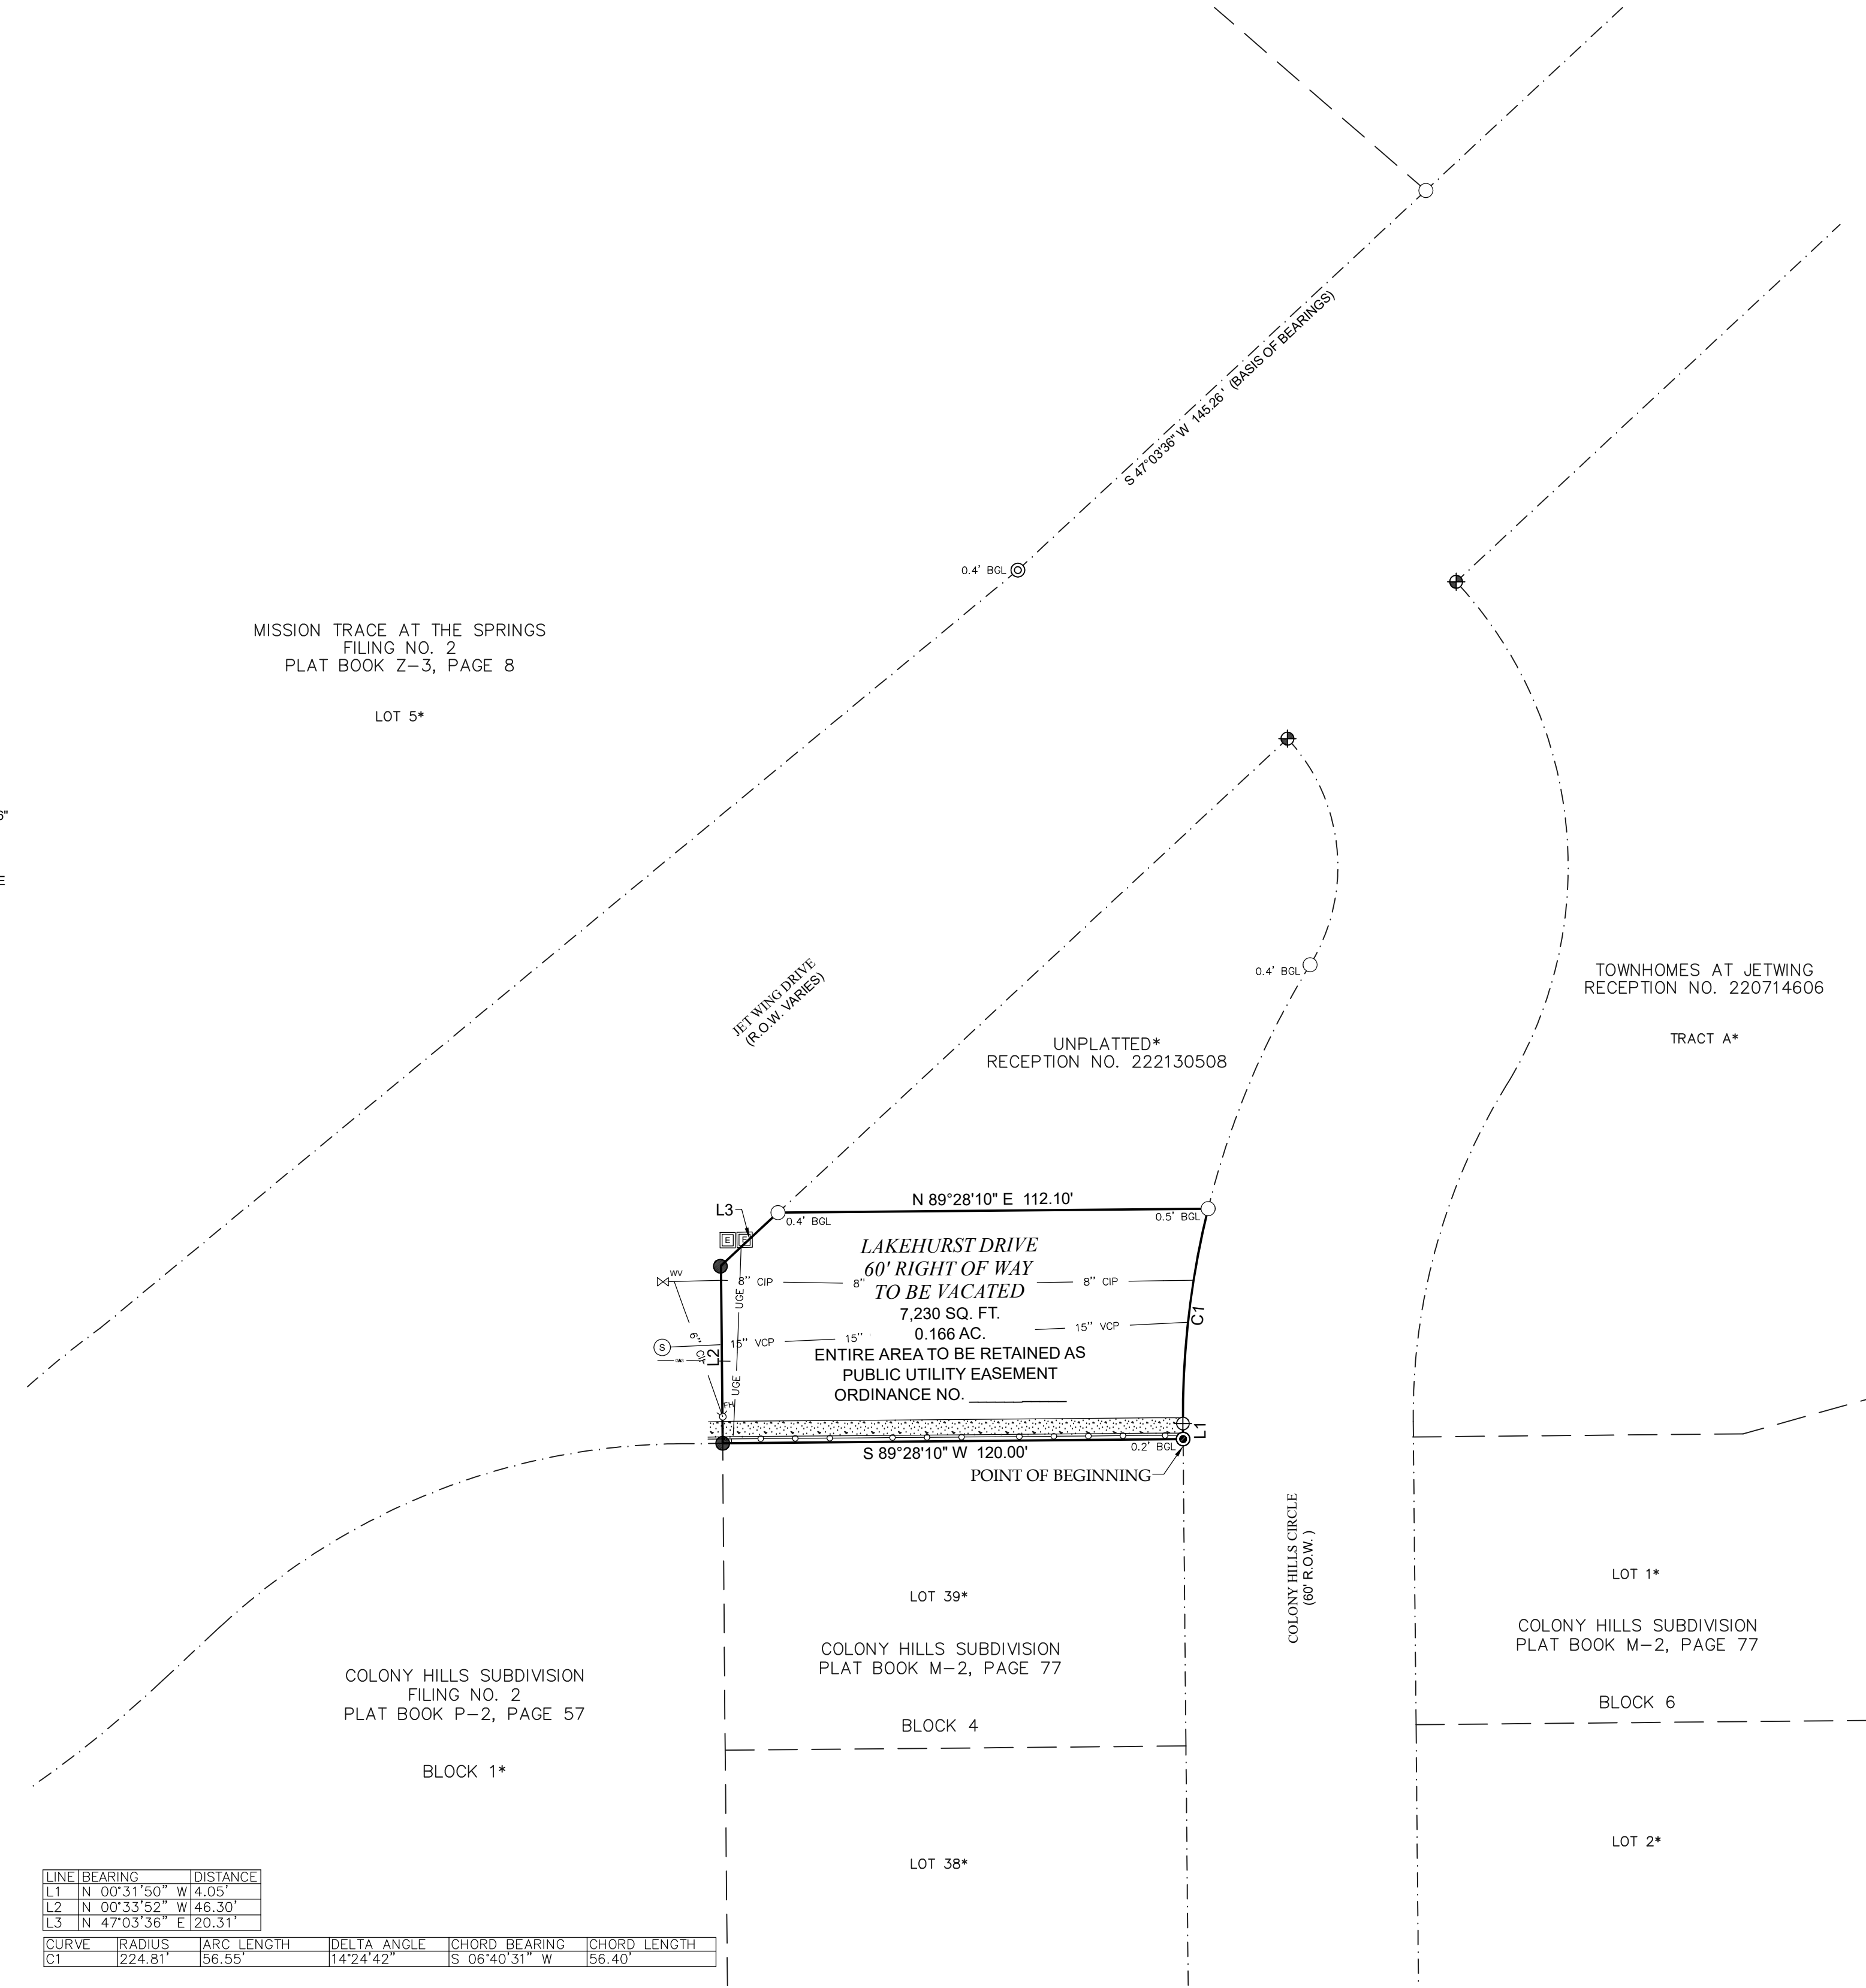 S 47°03'36" W 145.26' (BASIS OF BEARINGS)
0.4' BGL
MISSION TRACE AT THE SPRINGS
FILING NO. 2
PLAT BOOK Z-3, PAGE 8
LOT 5*
6"
E
JET WING DRIVE
(R.O.W. VARIES)
0.4' BGL
TOWNHOMES AT JETWING
RECEPTION NO. 220714606
TRACT A*
UNPLATTED*
RECEPTION NO. 222130508
L3
N 89°28'10" E 112.10'
0.4' BGL
0.5' BGL
E
E
LAKEHURST DRIVE
60' RIGHT OF WAY
TO BE VACATED
7,230 SQ. FT.
0.166 AC.
ENTIRE AREA TO BE RETAINED AS
PUBLIC UTILITY EASEMENT
ORDINANCE NO. ___________
WV
8" CIP
8"
8" CIP
UGE
C1
S
6" CIP
15" VCP
15"
15" VCP
L2
UGE
FH
L1
0.2' BGL
S 89°28'10" W 120.00'
POINT OF BEGINNING
COLONY HILLS CIRCLE
(60' R.O.W. )
LOT 39*
COLONY HILLS SUBDIVISION
PLAT BOOK M-2, PAGE 77
BLOCK 4
LOT 38*
LOT 1*
COLONY HILLS SUBDIVISION
PLAT BOOK M-2, PAGE 77
BLOCK 6
LOT 2*
COLONY HILLS SUBDIVISION
FILING NO. 2
PLAT BOOK P-2, PAGE 57
BLOCK 1*
LINE BEARING DISTANCE
L1 N 00°31'50" W 4.05'
L2 N 00°33'52" W 46.30'
L3 N 47°03'36" E 20.31'
CURVE RADIUS ARC LENGTH DELTA ANGLE CHORD BEARING CHORD LENGTH
C1 224.81' 56.55' 14°24'42" S 06°40'31" W 56.40'